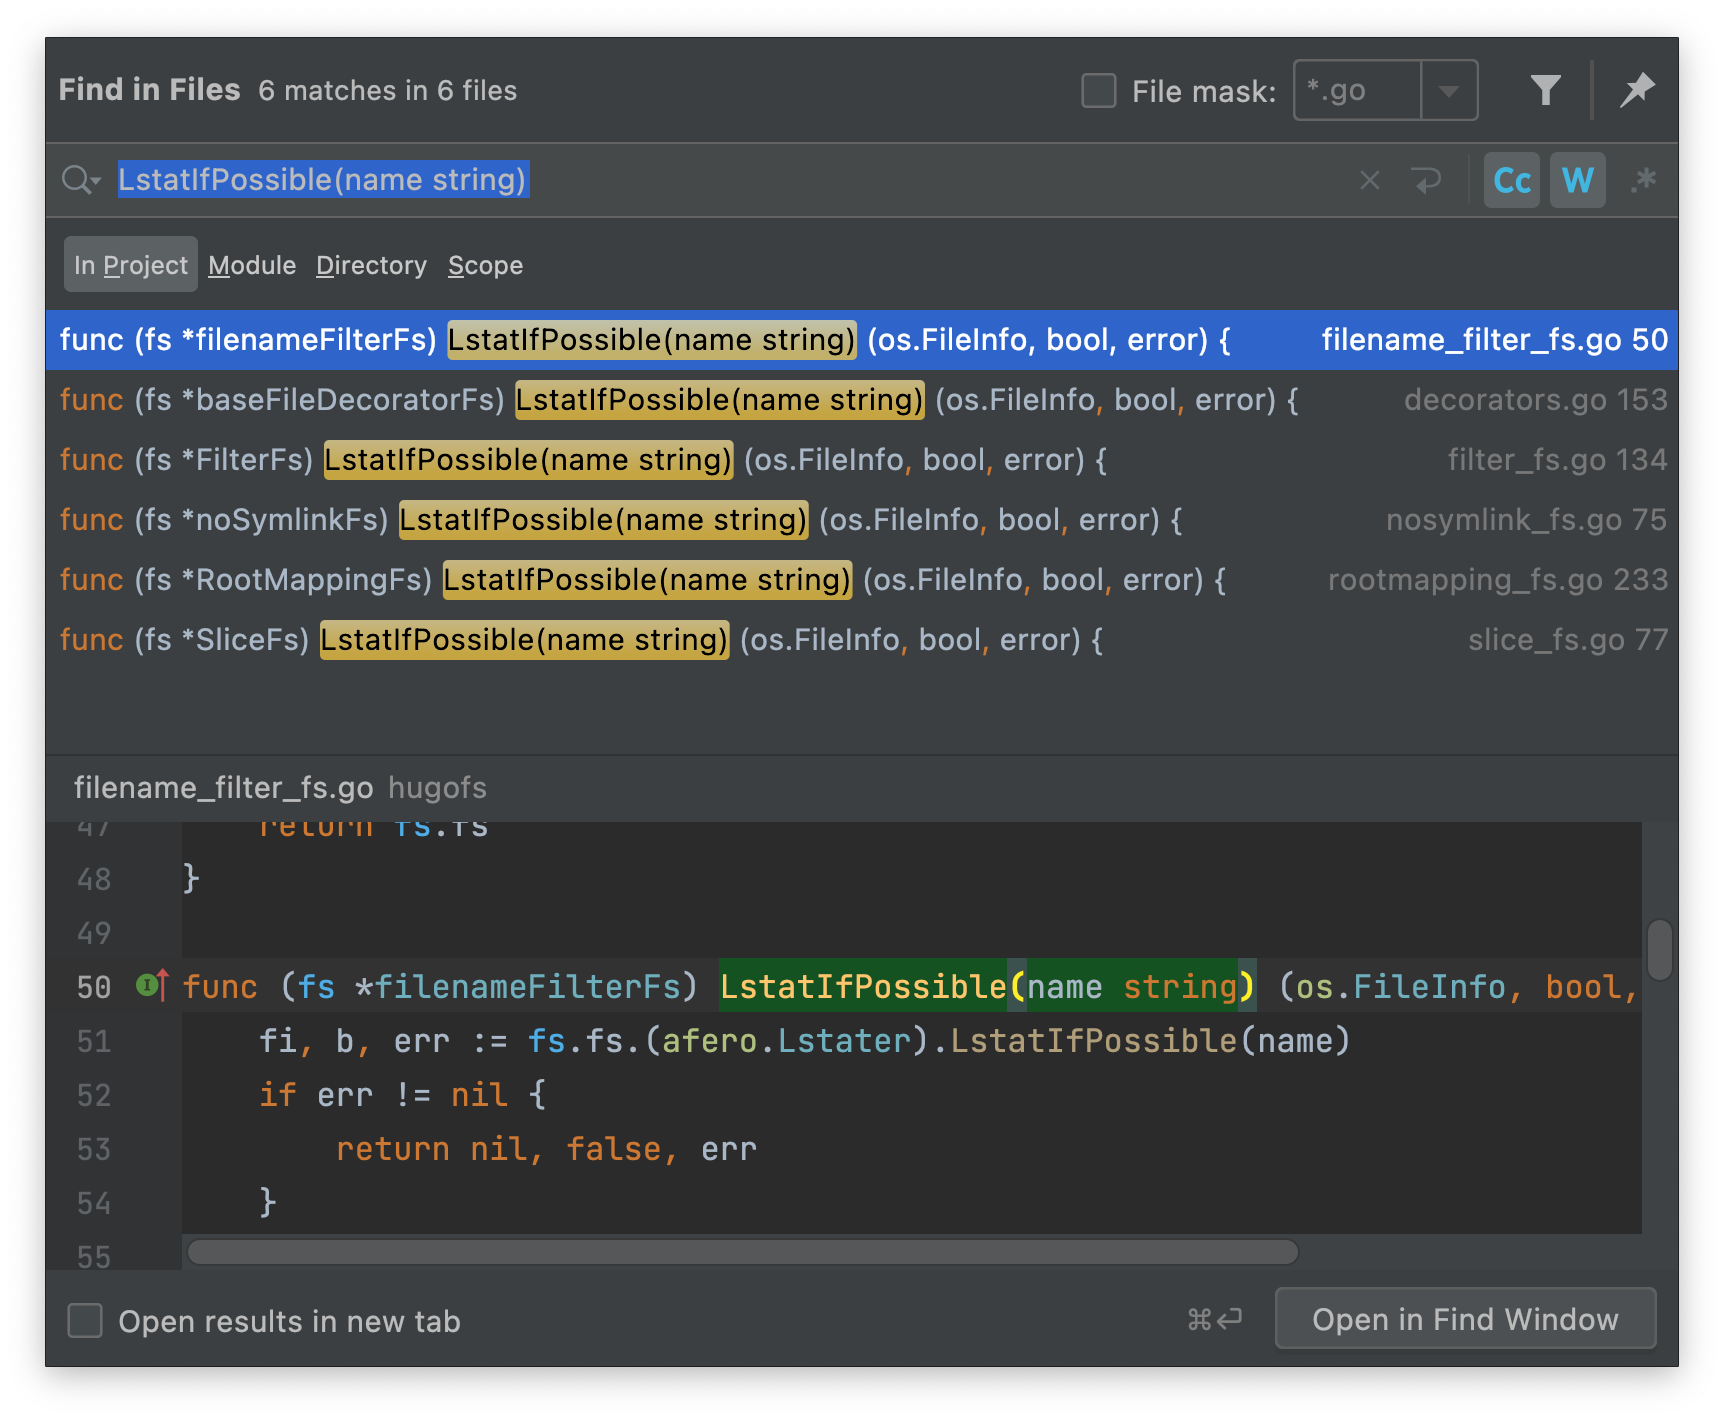 Find in Files 6 matches in 6 files File mask: *.go
LstatIfPossible(name string) Cc W .*
In Project Module Directory Scope
func (fs *filenameFilterFs) LstatIfPossible(name string) (os.FileInfo, bool, error) { filename_filter_fs.go 50
func (fs *baseFileDecoratorFs) LstatIfPossible(name string) (os.FileInfo, bool, error) { decorators.go 153
func (fs *FilterFs) LstatIfPossible(name string) (os.FileInfo, bool, error) { filter_fs.go 134
func (fs *noSymlinkFs) LstatIfPossible(name string) (os.FileInfo, bool, error) { nosymlink_fs.go 75
func (fs *RootMappingFs) LstatIfPossible(name string) (os.FileInfo, bool, error) { rootmapping_fs.go 233
func (fs *SliceFs) LstatIfPossible(name string) (os.FileInfo, bool, error) { slice_fs.go 77
filename_filter_fs.go hugofs
47 return fs.fs
48 }
49
50 func (fs *filenameFilterFs) LstatIfPossible(name string) (os.FileInfo, bool,
51 fi, b, err := fs.fs.(afero.Lstater).LstatIfPossible(name)
52 if err != nil {
53 return nil, false, err
54 }
55
Open results in new tab ⌘↩ Open in Find Window